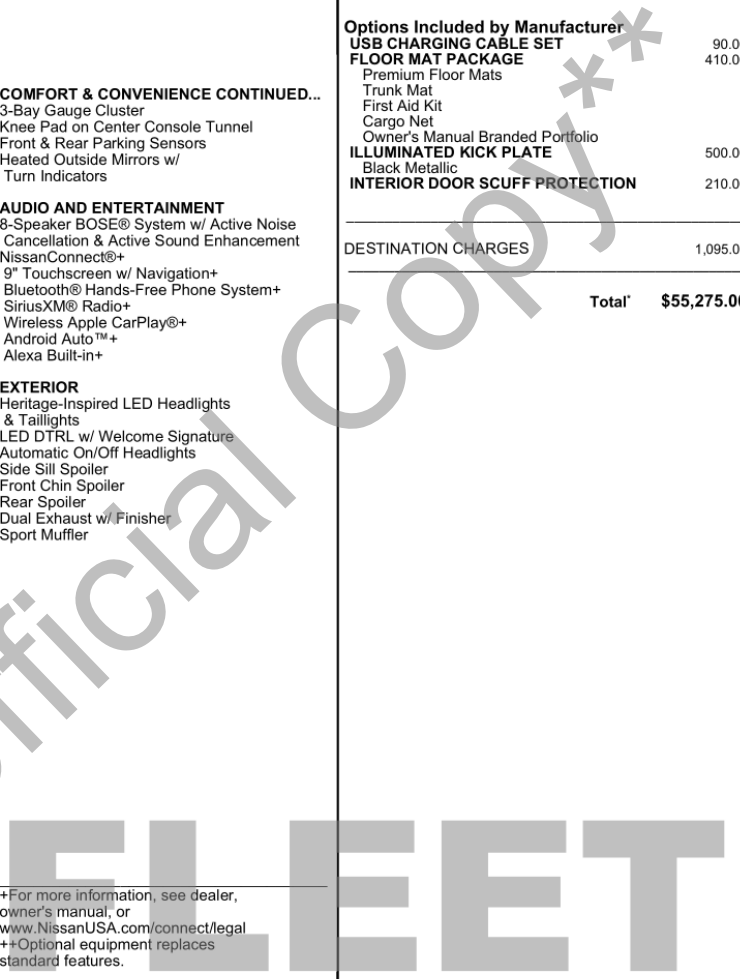 COMFORT & CONVENIENCE CONTINUED...
3-Bay Gauge Cluster
Knee Pad on Center Console Tunnel
Front & Rear Parking Sensors
Heated Outside Mirrors w/
Turn Indicators
AUDIO AND ENTERTAINMENT
8-Speaker BOSE® System w/ Active Noise
Cancellation & Active Sound Enhancement
NissanConnect®+
9" Touchscreen w/ Navigation+
Bluetooth® Hands-Free Phone System+
SiriusXM® Radio+
Wireless Apple CarPlay®+
Android Auto™+
Alexa Built-in+
EXTERIOR
Heritage-Inspired LED Headlights
& Taillights
LED DTRL w/ Welcome Signature
Automatic On/Off Headlights
Side Sill Spoiler
Front Chin Spoiler
Rear Spoiler
Dual Exhaust w/ Finisher
Sport Muffler
+For more information, see dealer,
owner's manual, or
www.NissanUSA.com/connect/legal
++Optional equipment replaces
standard features.
Options Included by Manufacturer
USB CHARGING CABLE SET 90.0
FLOOR MAT PACKAGE 410.0
Premium Floor Mats
Trunk Mat
First Aid Kit
Cargo Net
Owner's Manual Branded Portfolio
ILLUMINATED KICK PLATE 500.0
Black Metallic
INTERIOR DOOR SCUFF PROTECTION 210.0
DESTINATION CHARGES 1,095.0
Total* $55,275.00
fficial Copy**
FLEET